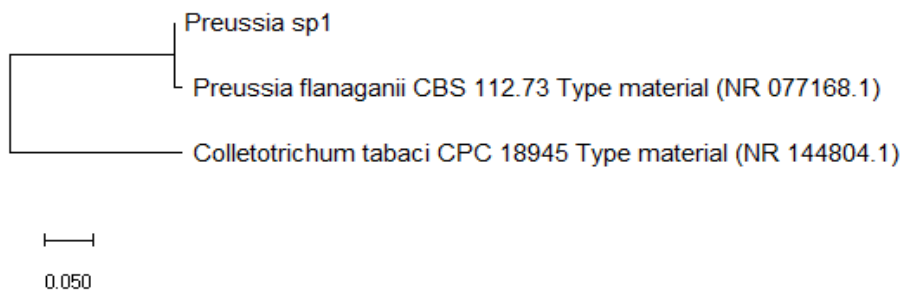 Preussia sp1
Preussia flanaganii CBS 112.73 Type material (NR 077168.1)
Colletotrichum tabaci CPC 18945 Type material (NR 144804.1)
0.050